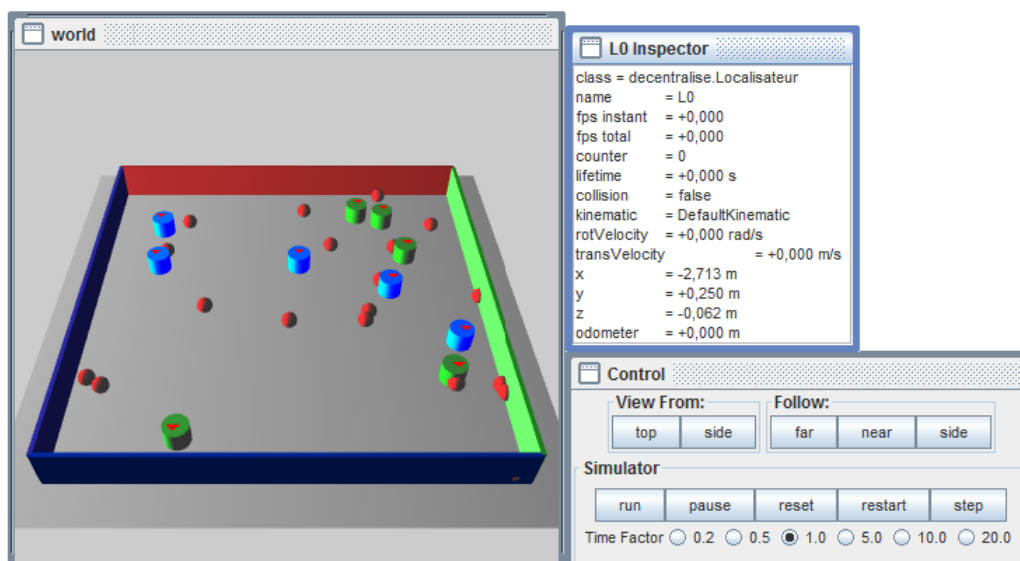 world
L0 Inspector
class = decentralise.Localisateur
name = L0
fps instant = +0,000
fps total = +0,000
counter = 0
lifetime = +0,000 s
collision = false
kinematic = DefaultKinematic
rotVelocity = +0,000 rad/s
transVelocity = +0,000 m/s
x = -2,713 m
y = +0,250 m
z = -0,062 m
odometer = +0,000 m
Control
View From: Follow:
top side far near side
Simulator
run pause reset restart step
Time Factor 0.2 0.5 1.0 5.0 10.0 20.0